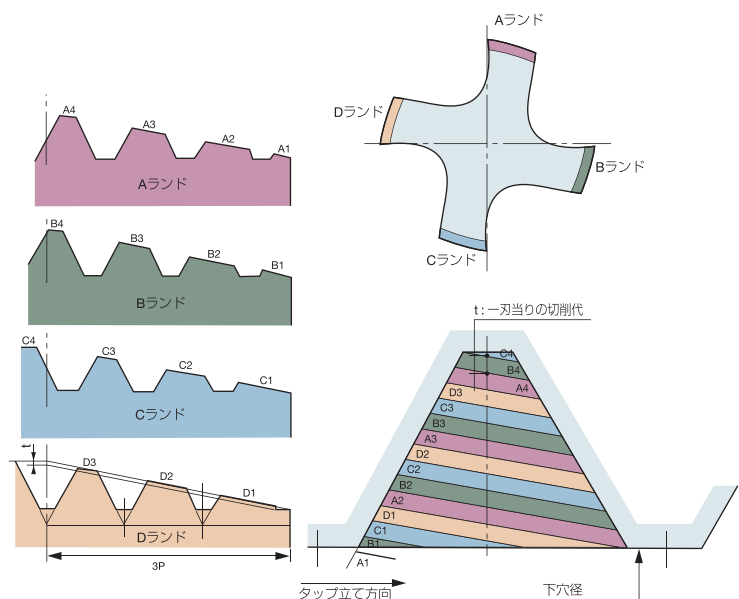 Aランド
Dランド
Bランド
Cランド
A4
A3
A2
A1
Aランド
B4
B3
B2
B1
Bランド
C4
C3
C2
C1
Cランド
t
D3
D2
D1
Dランド
3P
t：一刃当りの切削代
C4
B4
A4
D3
C3
B3
A3
D2
C2
B2
A2
D1
C1
B1
A1
タップ立て方向
下穴径